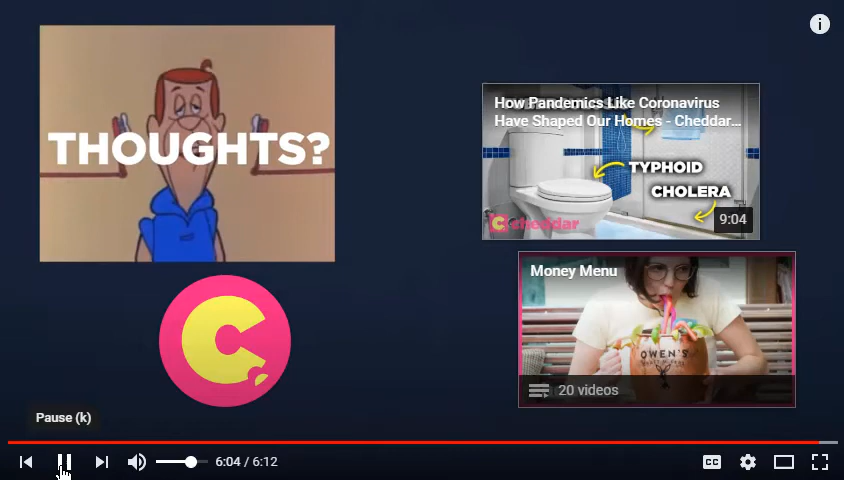 THOUGHTS?
How Pandemics Like Coronavirus
Have Shaped Our Homes - Cheddar...
TYPHOID
CHOLERA
cheddar
9:04
Money Menu
OWEN'S
20 videos
Pause (k)
6:04 / 6:12
CC